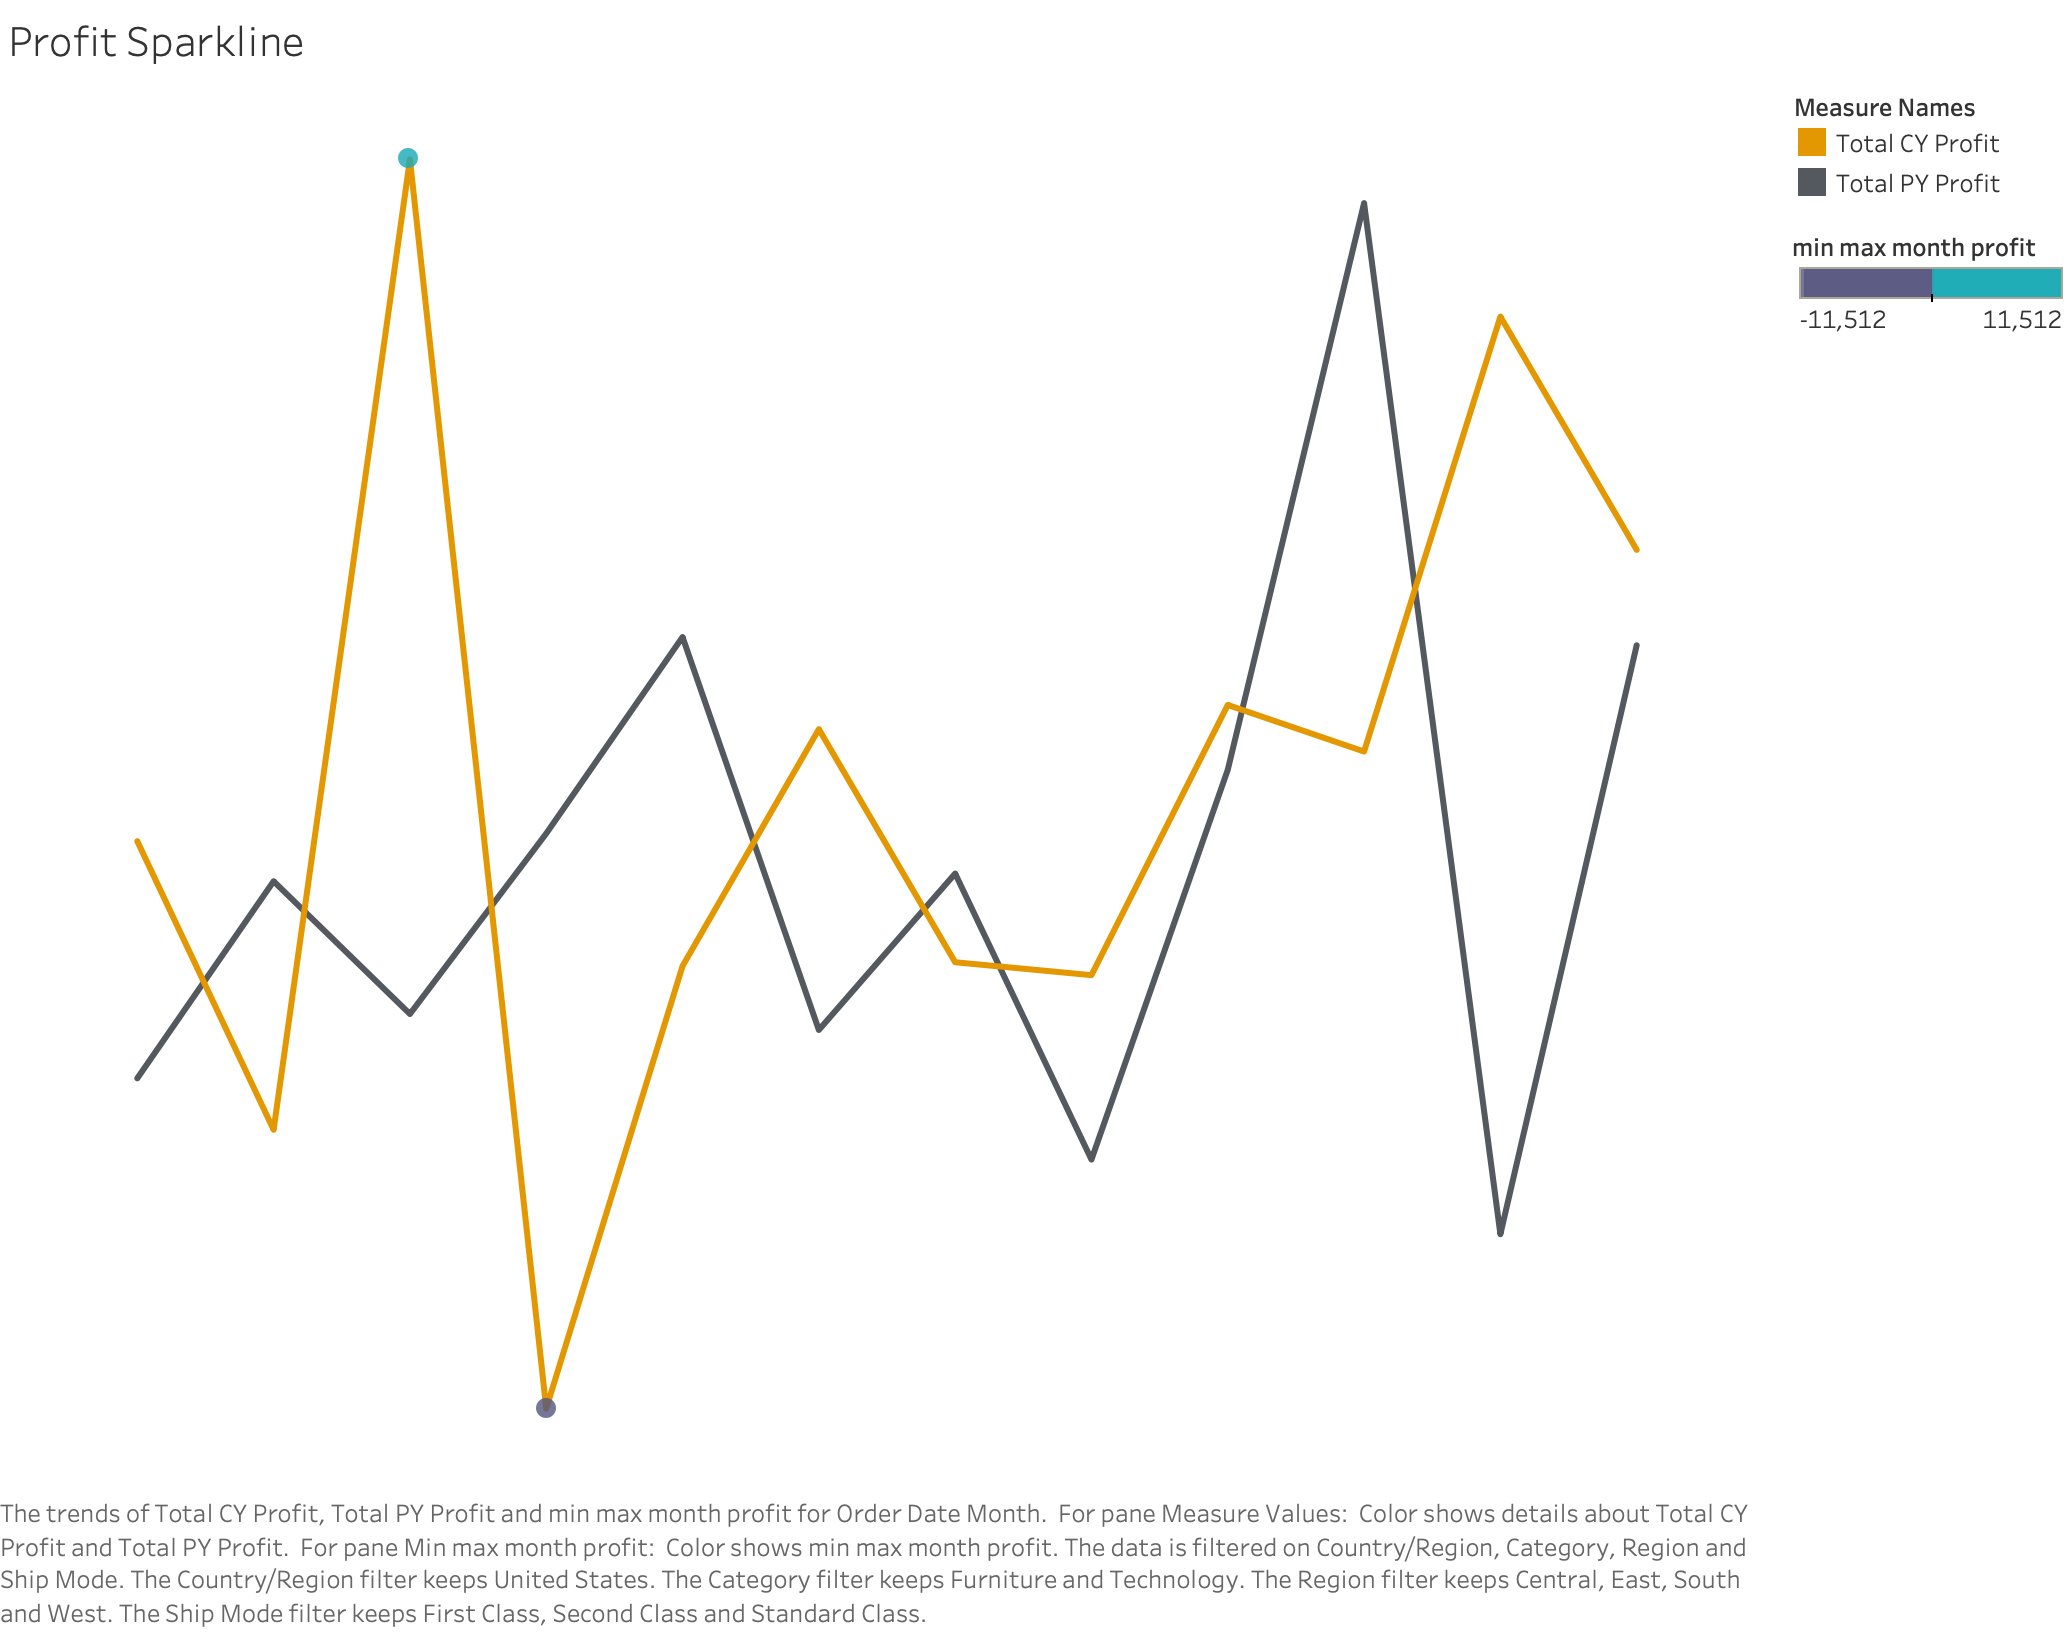 Profit Sparkline
Measure Names
Total CY Profit
Total PY Profit
min max month profit
-11,512 11,512
The trends of Total CY Profit, Total PY Profit and min max month profit for Order Date Month.  For pane Measure Values:  Color shows details about Total CY
Profit and Total PY Profit.  For pane Min max month profit:  Color shows min max month profit. The data is filtered on Country/Region, Category, Region and
Ship Mode. The Country/Region filter keeps United States. The Category filter keeps Furniture and Technology. The Region filter keeps Central, East, South
and West. The Ship Mode filter keeps First Class, Second Class and Standard Class.